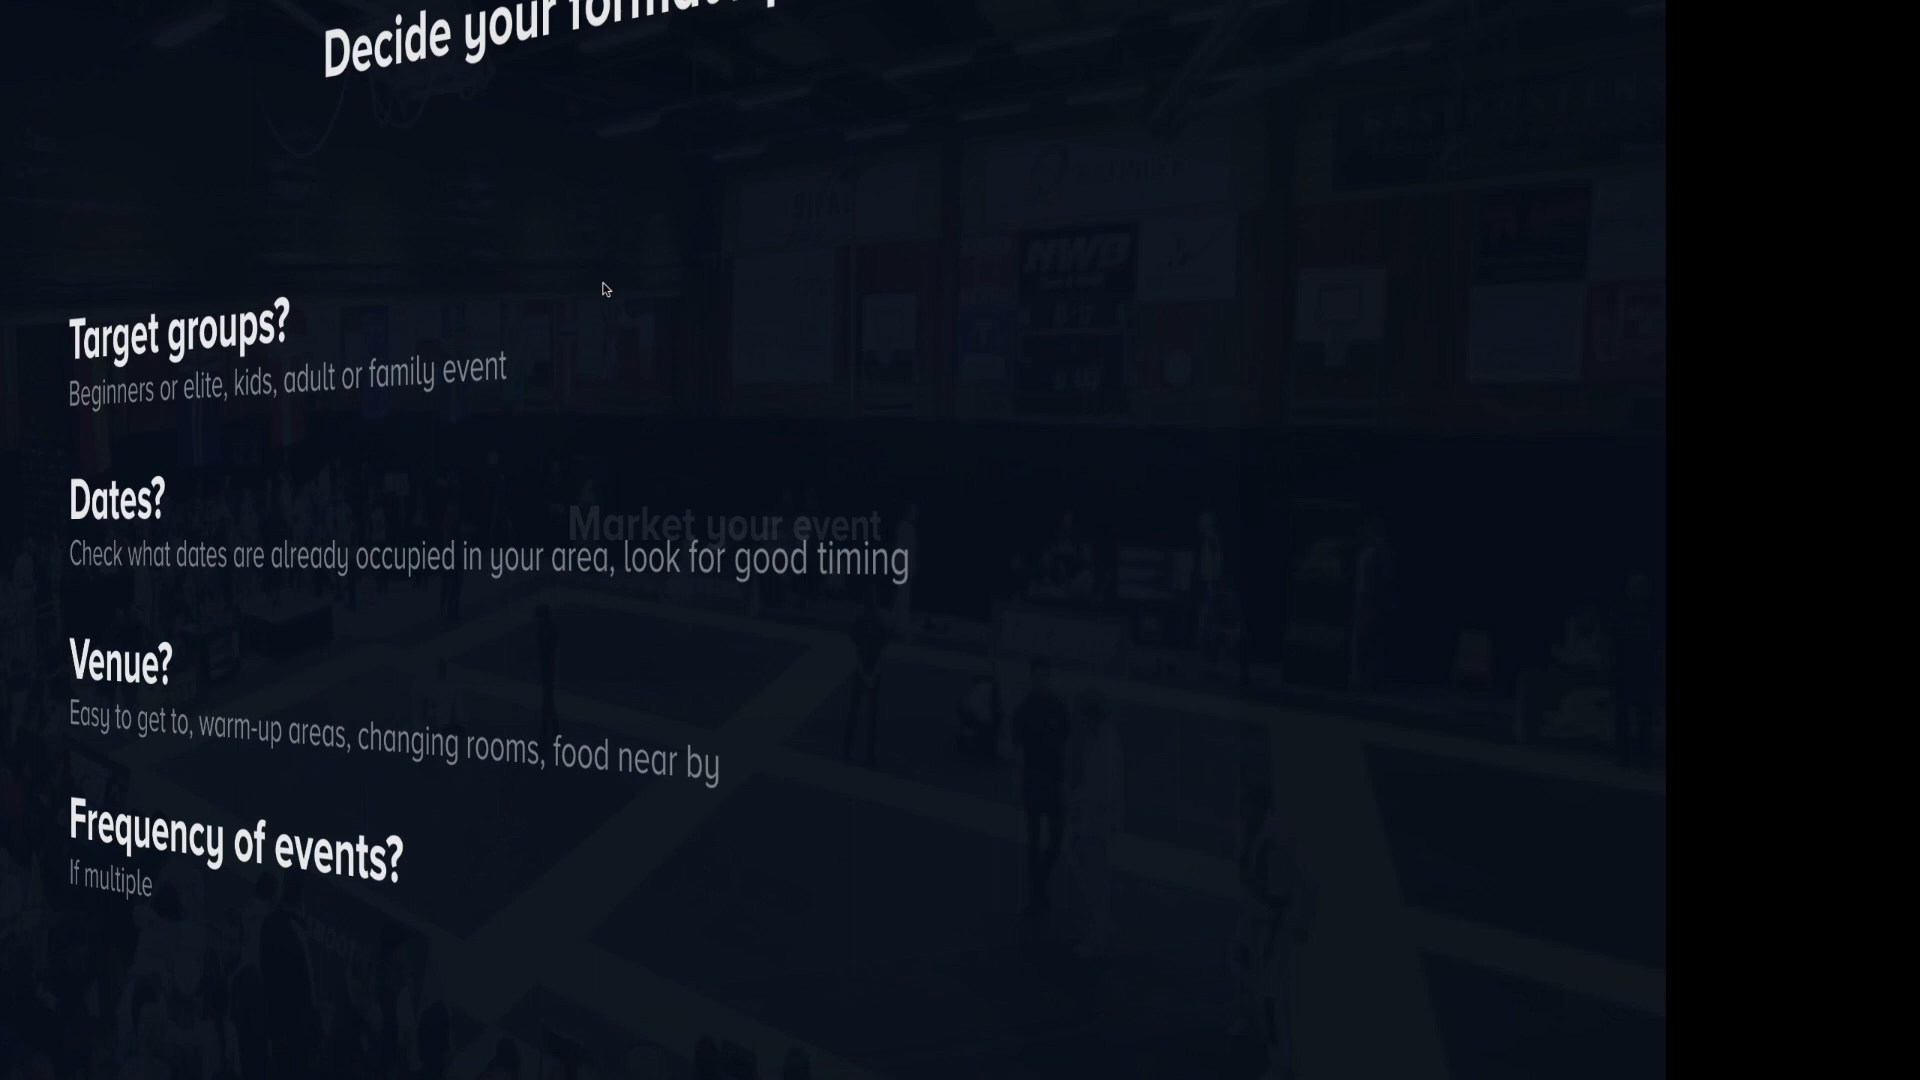 Decide your format
Target groups?
Beginners or elite, kids, adult or family event
Dates?
Market your event
Check what dates are already occupied in your area, look for good timing
Venue?
Easy to get to, warm-up areas, changing rooms, food near by
Frequency of events?
If multiple
NWD